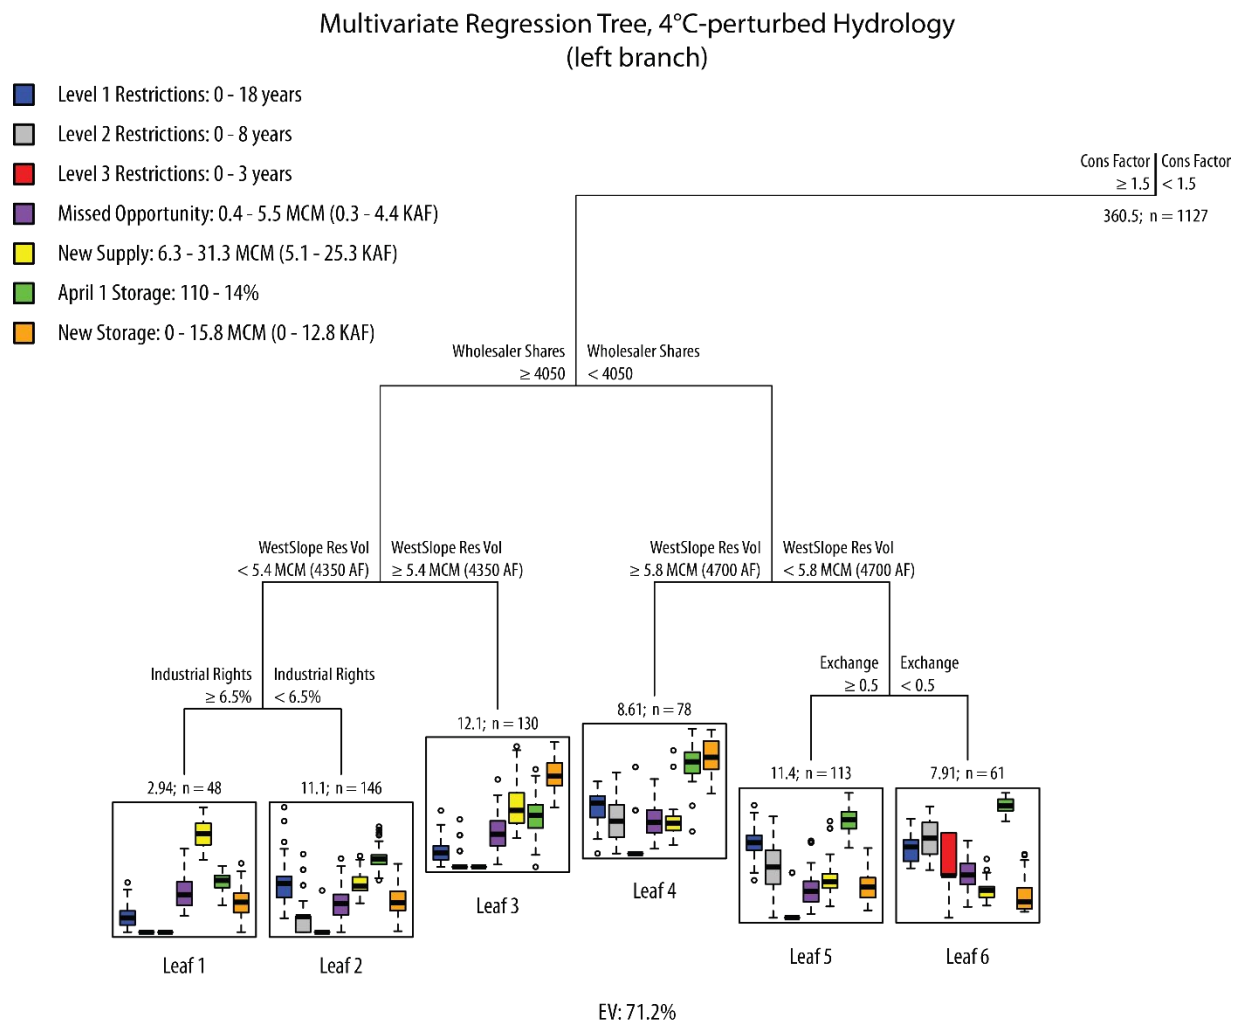 Multivariate Regression Tree, 4°C-perturbed Hydrology
(left branch)
Level 1 Restrictions: 0 - 18 years
Level 2 Restrictions: 0 - 8 years
Level 3 Restrictions: 0 - 3 years
Missed Opportunity: 0.4 - 5.5 MCM (0.3 - 4.4 KAF)
New Supply: 6.3 - 31.3 MCM (5.1 - 25.3 KAF)
April 1 Storage: 110 - 14%
New Storage: 0 - 15.8 MCM (0 - 12.8 KAF)
Cons Factor Cons Factor
≥ 1.5 < 1.5
360.5; n = 1127
Wholesaler Shares Wholesaler Shares
≥ 4050 < 4050
WestSlope Res Vol WestSlope Res Vol WestSlope Res Vol WestSlope Res Vol
< 5.4 MCM (4350 AF) ≥ 5.4 MCM (4350 AF) ≥ 5.8 MCM (4700 AF) < 5.8 MCM (4700 AF)
Exchange Exchange
≥ 0.5 < 0.5
Industrial Rights Industrial Rights
≥ 6.5% < 6.5%
8.61; n = 78
12.1; n = 130
11.4; n = 113 7.91; n = 61
2.94; n = 48 11.1; n = 146
Leaf 4
Leaf 3
Leaf 5 Leaf 6
Leaf 1 Leaf 2
EV: 71.2%